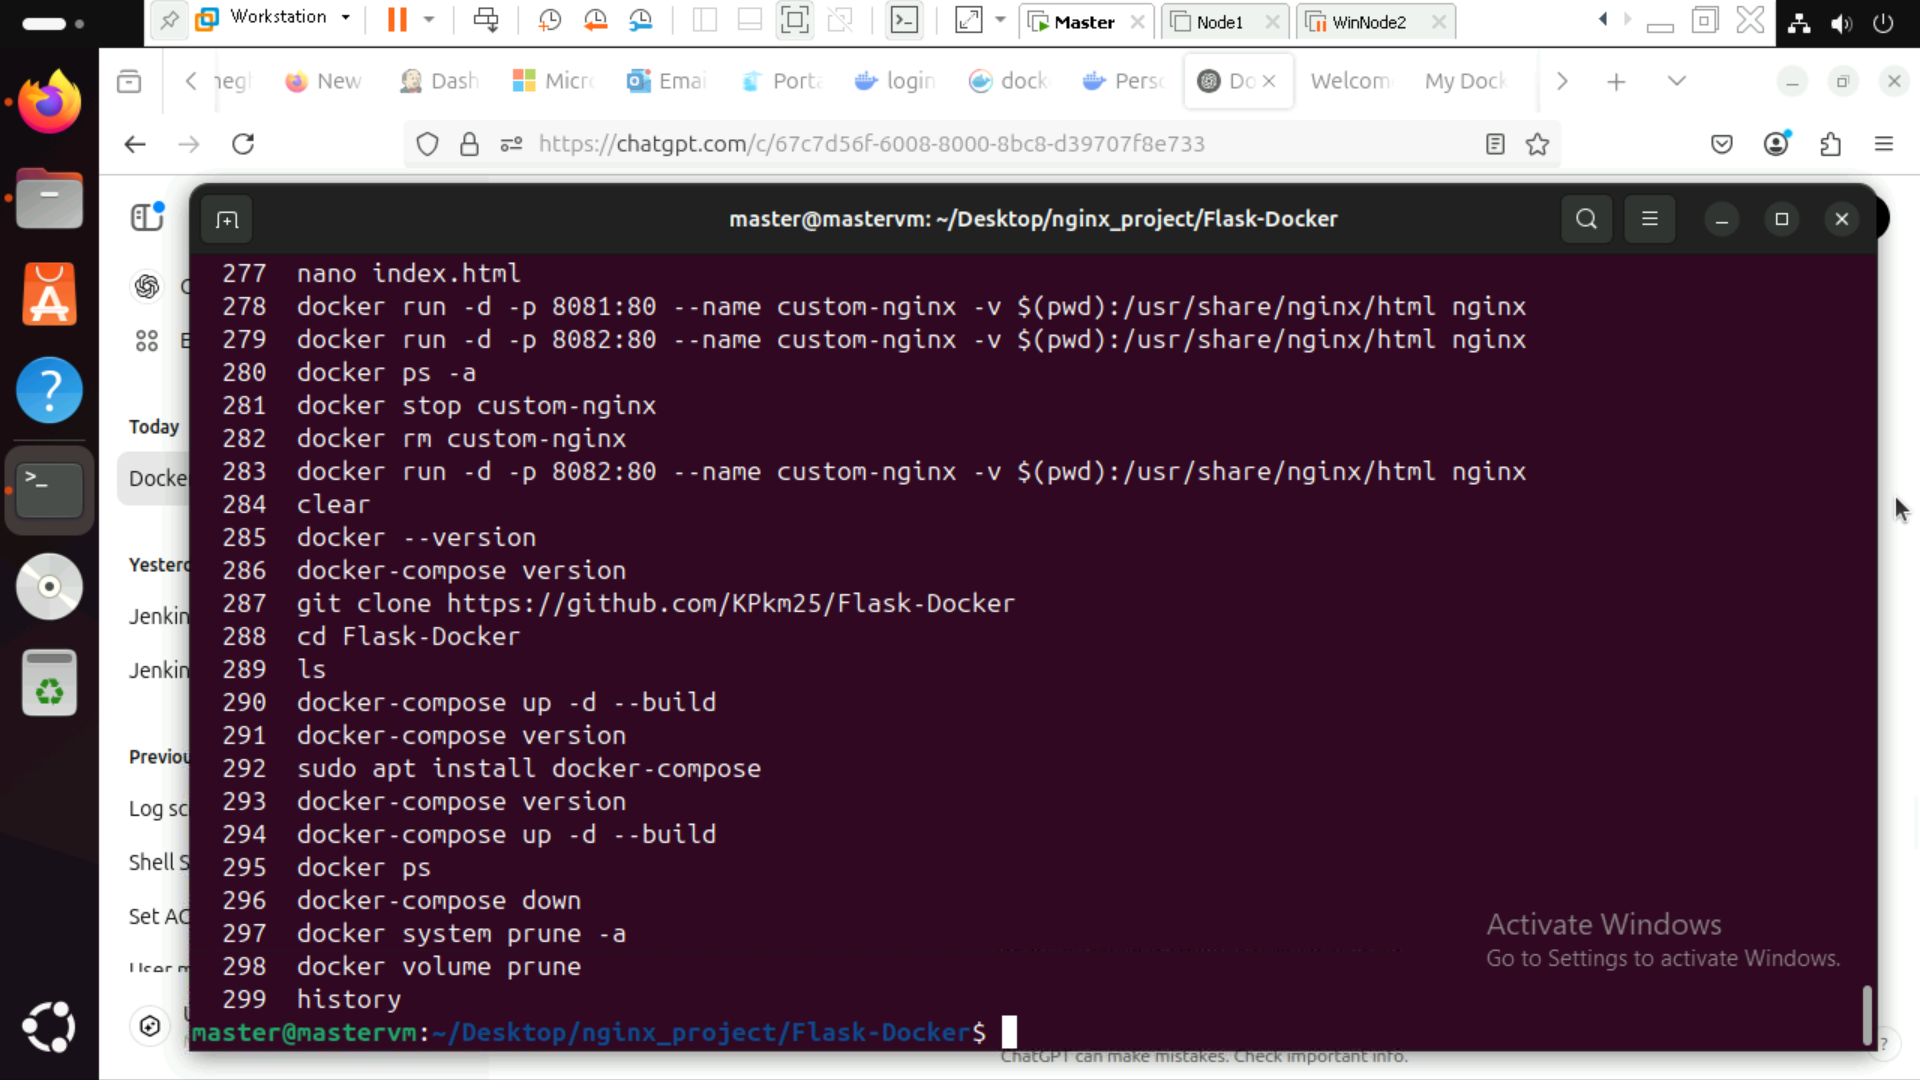 Workstation
Master
Node1
WinNode2
negh
New
Dash
Micro
Emai
Porta
login
dock
Perso
Do
Welcom
My Dock
https://chatgpt.com/c/67c7d56f-6008-8000-8bc8-d39707f8e733
master@mastervm: ~/Desktop/nginx_project/Flask-Docker
277 nano index.html
278 docker run -d -p 8081:80 --name custom-nginx -v $(pwd):/usr/share/nginx/html nginx
279 docker run -d -p 8082:80 --name custom-nginx -v $(pwd):/usr/share/nginx/html nginx
280 docker ps -a
281 docker stop custom-nginx
282 docker rm custom-nginx
283 docker run -d -p 8082:80 --name custom-nginx -v $(pwd):/usr/share/nginx/html nginx
284 clear
285 docker --version
286 docker-compose version
287 git clone https://github.com/KPkm25/Flask-Docker
288 cd Flask-Docker
289 ls
290 docker-compose up -d --build
291 docker-compose version
292 sudo apt install docker-compose
293 docker-compose version
294 docker-compose up -d --build
295 docker ps
296 docker-compose down
297 docker system prune -a
298 docker volume prune
299 history
master@mastervm:~/Desktop/nginx_project/Flask-Docker$
Today
Docke
Yesterd
Jenkin
Jenkin
Previou
Log sc
Shell S
Set AC
User m
Activate Windows
Go to Settings to activate Windows.
ChatGPT can make mistakes. Check important info.
?